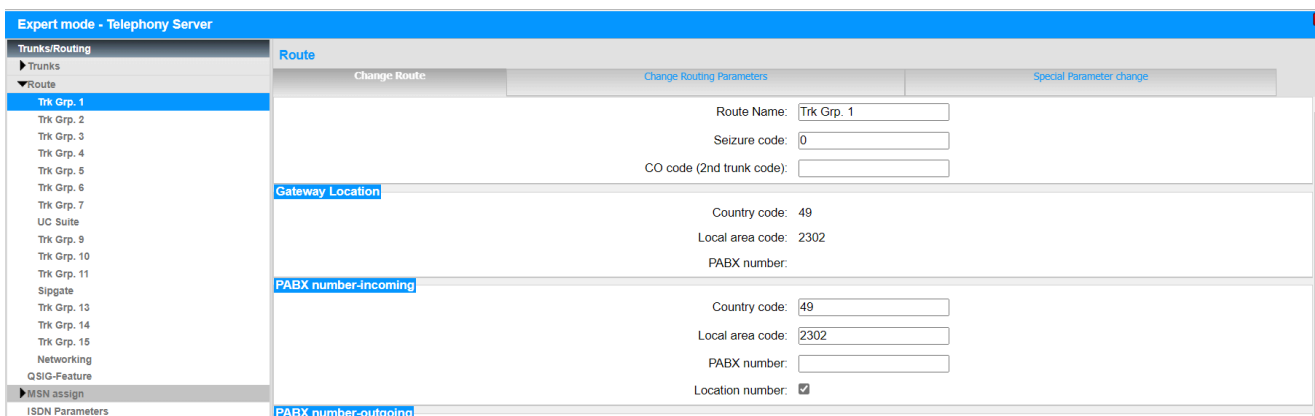 Expert mode - Telephony Server
Trunks/Routing
Trunks
Route
Trk Grp. 1
Trk Grp. 2
Trk Grp. 3
Trk Grp. 4
Trk Grp. 5
Trk Grp. 6
Trk Grp. 7
UC Suite
Trk Grp. 9
Trk Grp. 10
Trk Grp. 11
Sipgate
Trk Grp. 13
Trk Grp. 14
Trk Grp. 15
Networking
QSIG-Feature
MSN assign
ISDN Parameters
Route
Change Route
Change Routing Parameters
Special Parameter change
Route Name: Trk Grp. 1
Seizure code: 0
CO code (2nd trunk code):
Gateway Location
Country code: 49
Local area code: 2302
PABX number:
PABX number-incoming
Country code: 49
Local area code: 2302
PABX number:
Location number:
PABX number-outgoing